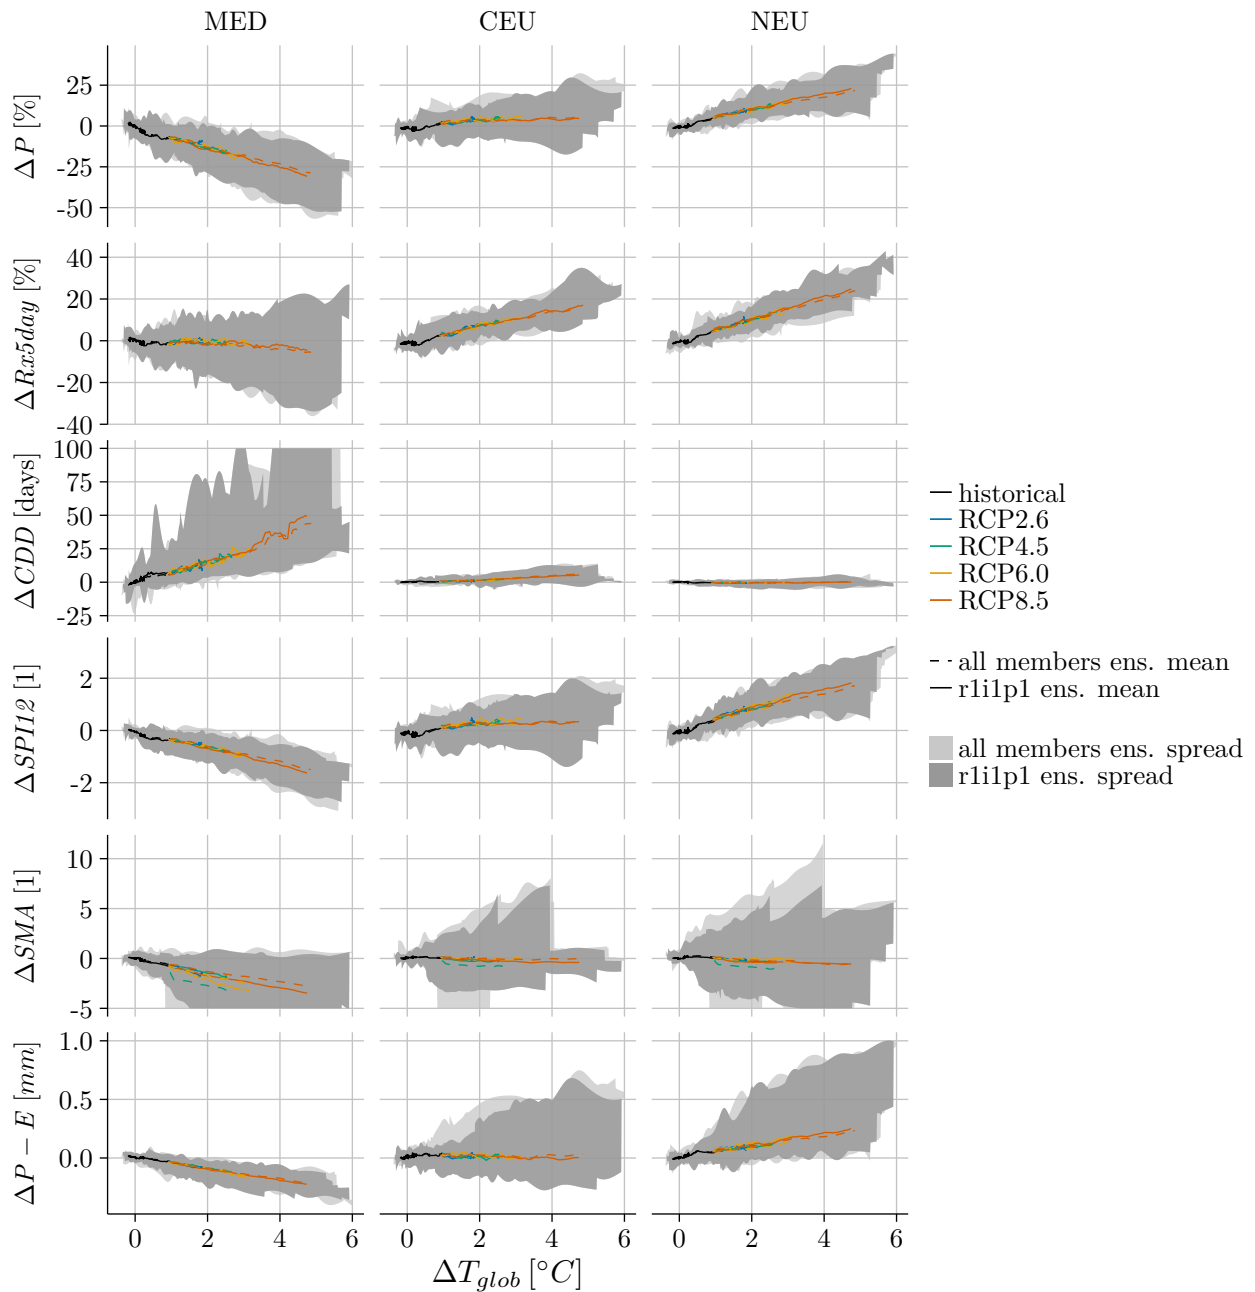 MED CEU NEU
ΔP [%]
25
0
-25
-50
ΔRx5day [%]
40
20
0
-20
-40
ΔCDD [days]
100
75
50
25
0
-25
ΔSPI12 [1]
2
0
-2
ΔSMA [1]
10
5
0
-5
ΔP − E [mm]
1.0
0.5
0.0
0 2 4 6 0 2 4 6 0 2 4 6
ΔT_glob [°C]
historical
RCP2.6
RCP4.5
RCP6.0
RCP8.5
all members ens. mean
r1i1p1 ens. mean
all members ens. spread
r1i1p1 ens. spread